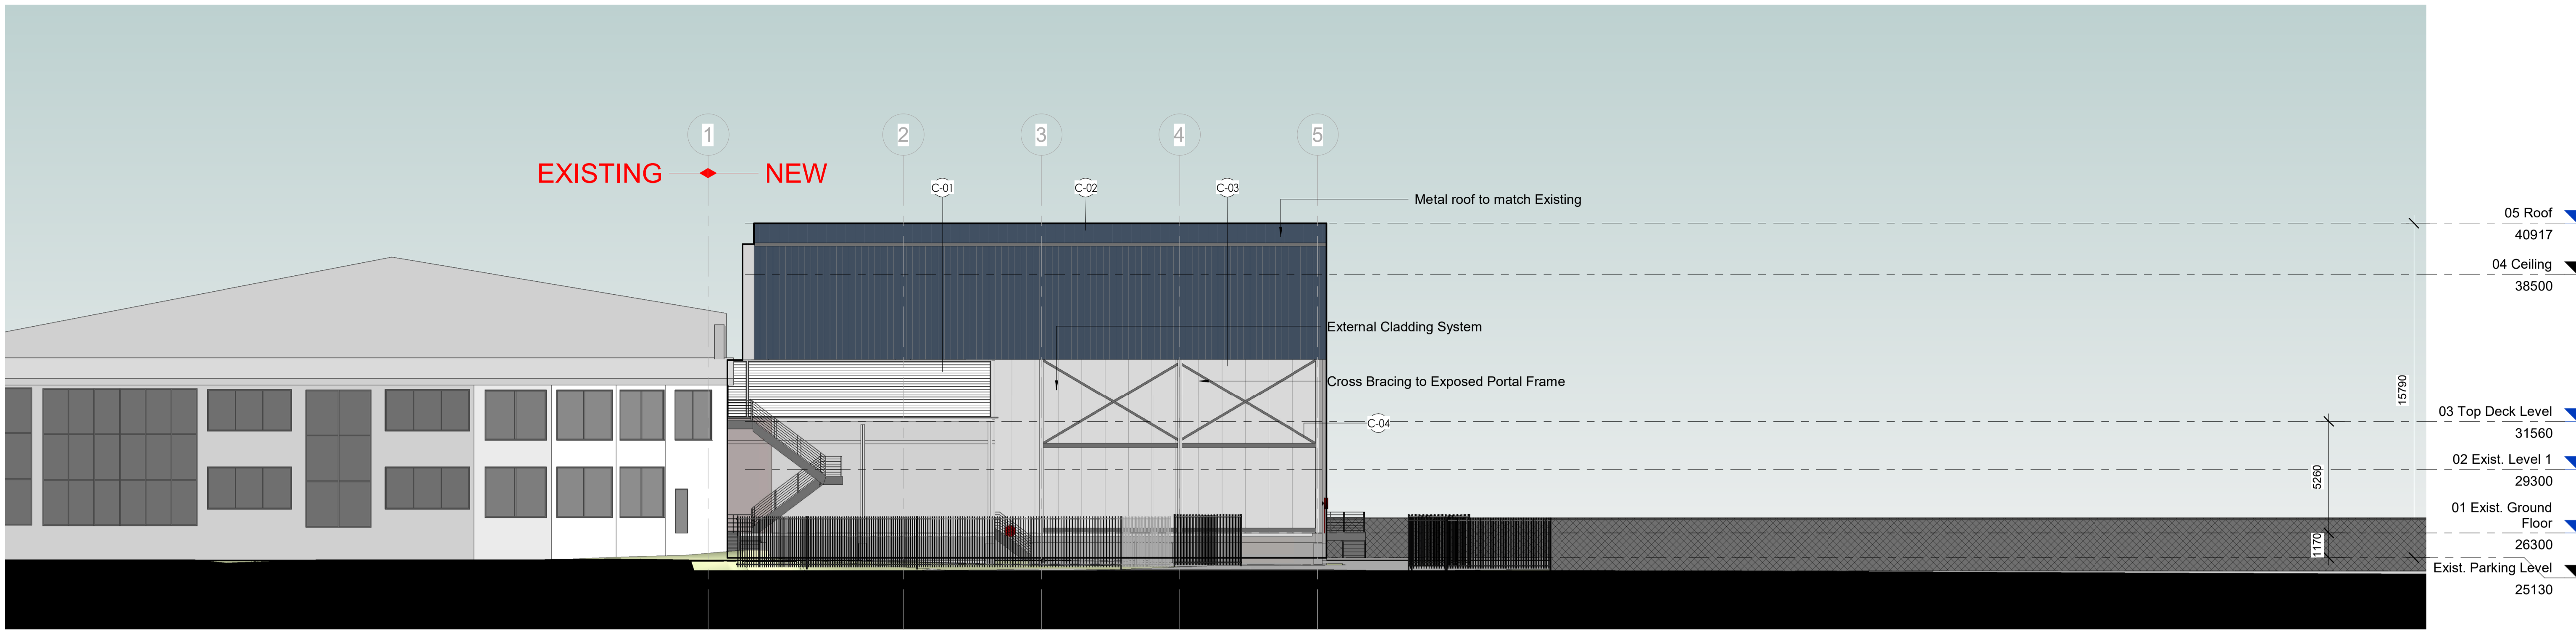 1
2
3
4
5
EXISTING
NEW
C-01
C-02
C-03
Metal roof to match Existing
05 Roof
40917
04 Ceiling
38500
External Cladding System
Cross Bracing to Exposed Portal Frame
15790
03 Top Deck Level
C-04
31560
02 Exist. Level 1
5260
29300
01 Exist. Ground
Floor
26300
1170
Exist. Parking Level
25130